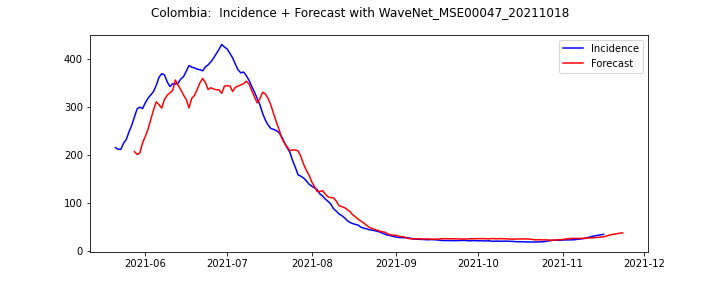 Colombia:  Incidence + Forecast with WaveNet_MSE00047_20211018
Incidence
Forecast
400
300
200
100
0
2021-06 2021-07 2021-08 2021-09 2021-10 2021-11 2021-12